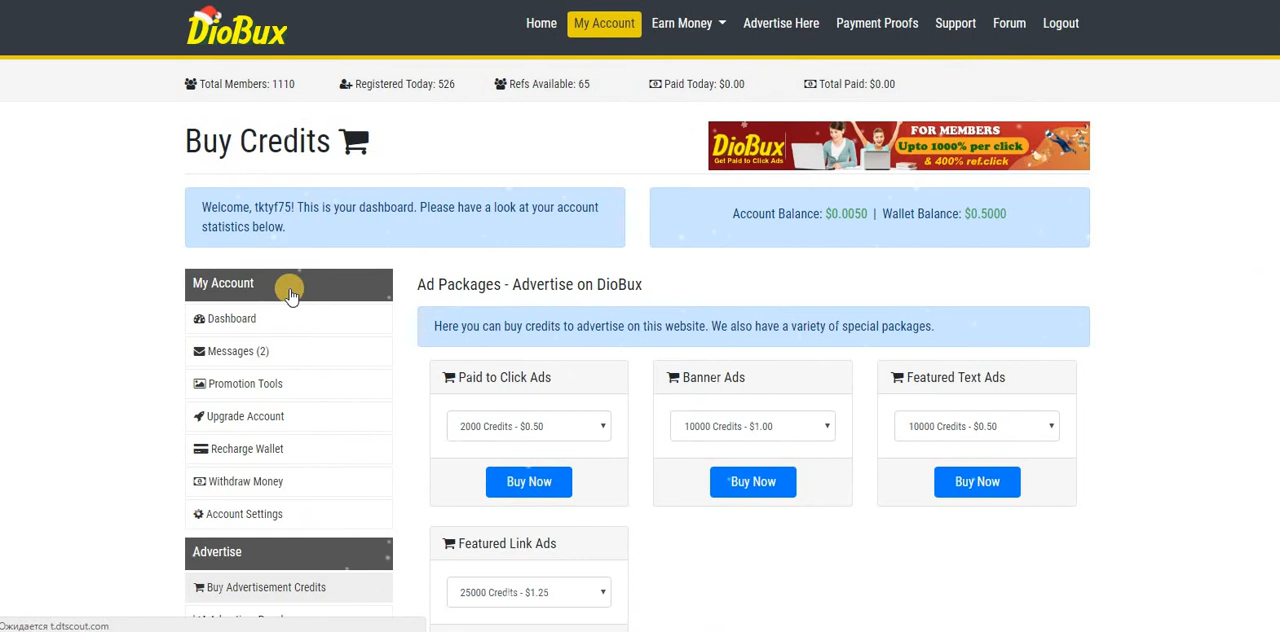 DioBux
Home My Account Earn Money Advertise Here Payment Proofs Support Forum Logout
Total Members: 1110 Registered Today: 526 Refs Available: 65 Paid Today: $0.00 Total Paid: $0.00
Buy Credits
DioBux
Get Paid to Click Ads
FOR MEMBERS
Upto 1000% per click
& 400% ref.click
Welcome, tktyf75! This is your dashboard. Please have a look at your account
statistics below.
Account Balance: $0.0050 | Wallet Balance: $0.5000
My Account
Dashboard
Messages (2)
Promotion Tools
Upgrade Account
Recharge Wallet
Withdraw Money
Account Settings
Advertise
Buy Advertisement Credits
Ad Packages - Advertise on DioBux
Here you can buy credits to advertise on this website. We also have a variety of special packages.
Paid to Click Ads
2000 Credits - $0.50
Buy Now
Banner Ads
10000 Credits - $1.00
Buy Now
Featured Text Ads
10000 Credits - $0.50
Buy Now
Featured Link Ads
25000 Credits - $1.25
Ожидается t.dtscout.com